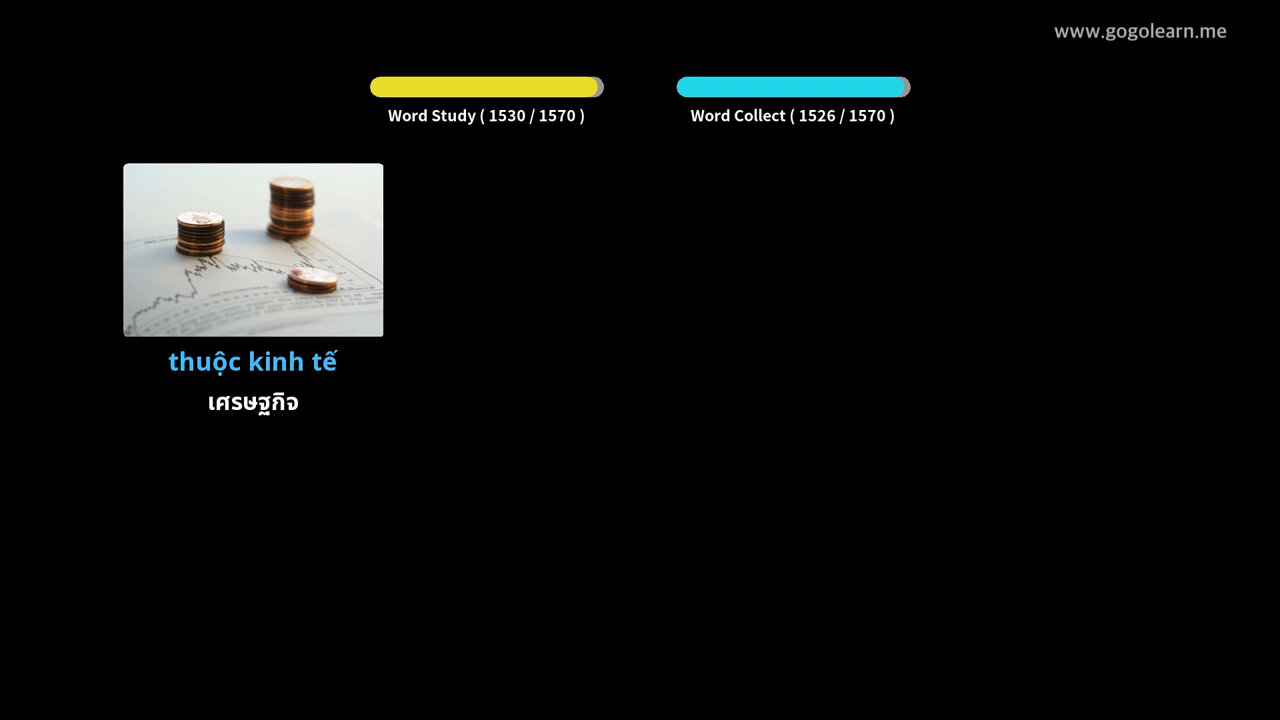 www.gogolearn.me
Word Study ( 1530 / 1570 )
Word Collect ( 1526 / 1570 )
thuộc kinh tế
เศรษฐกิจ